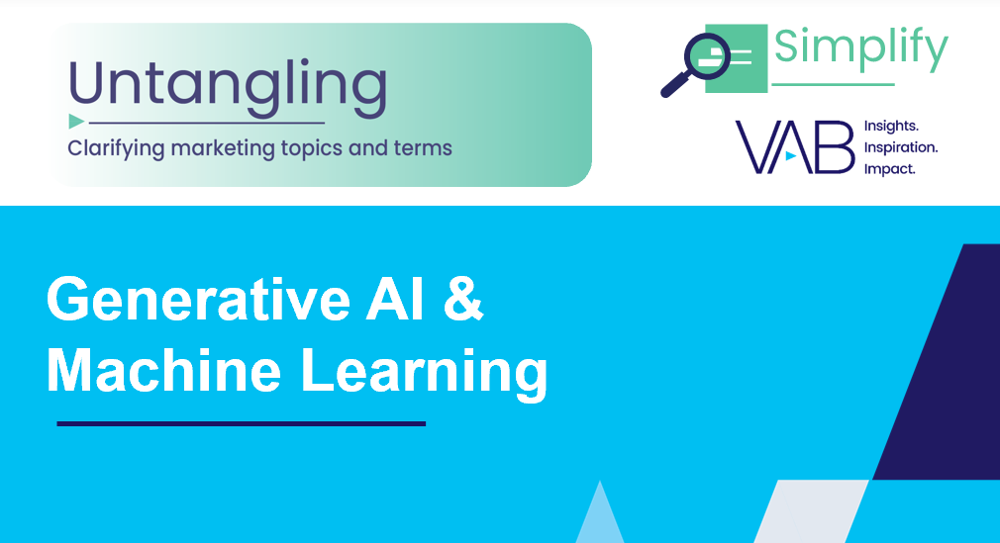 Untangling
Clarifying marketing topics and terms
Simplify
VAB
Insights.
Inspiration.
Impact.
Generative AI &
Machine Learning